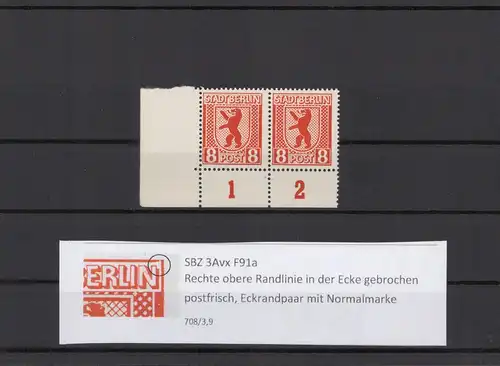 STADT BERLIN STADT BERLIN
8 POST 8 8 POST 8
1 2
BERLIN
SBZ 3Avx F91a
Rechte obere Randlinie in der Ecke gebrochen
postfrisch, Eckrandpaar mit Normalmarke
708/3,9